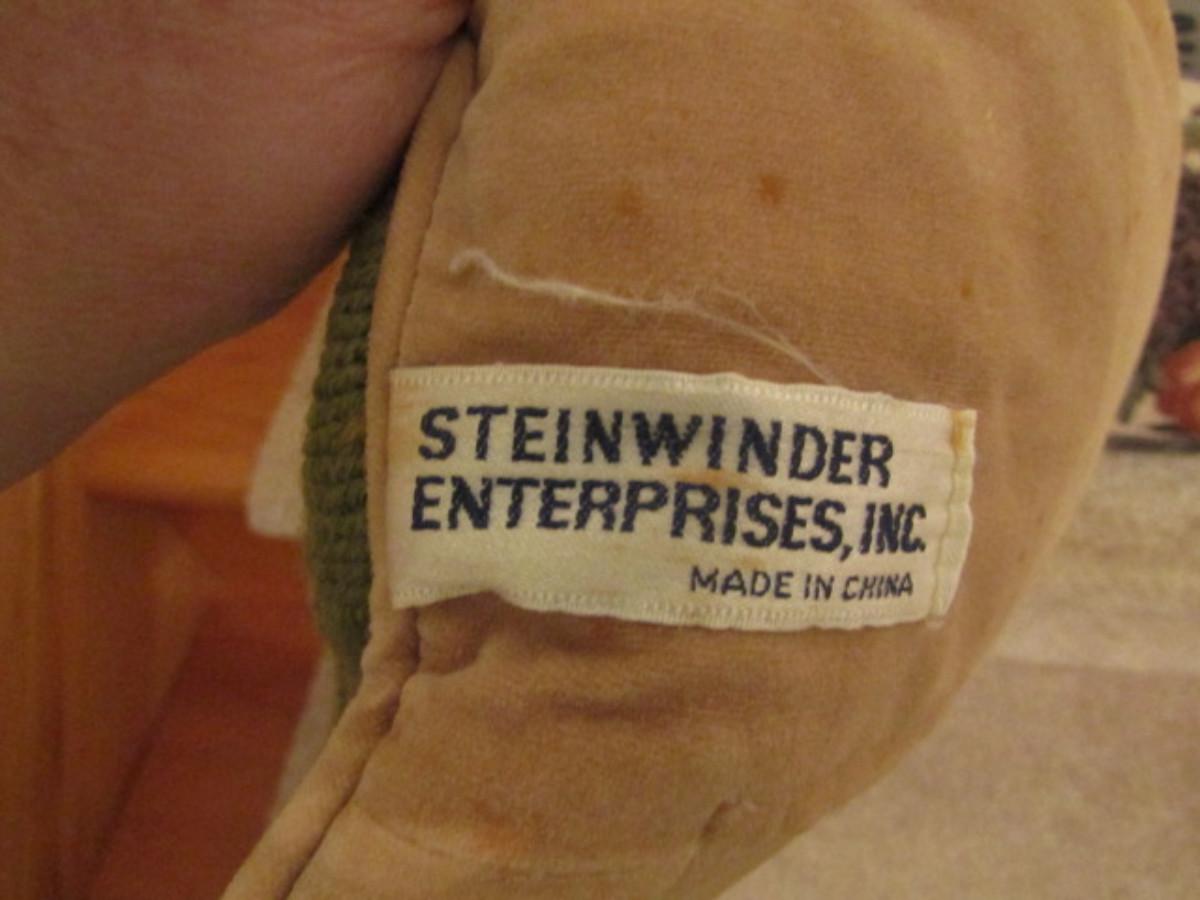 STEINWINDER
ENTERPRISES, INC.
MADE IN CHINA